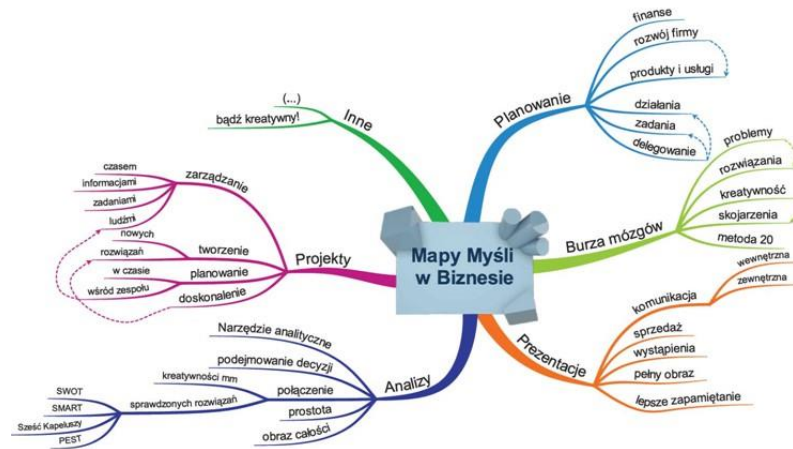 Mapy Myśli
w Biznesie
Planowanie
finanse
rozwój firmy
produkty i usługi
działania
zadania
delegowanie
Burza mózgów
problemy
rozwiązania
kreatywność
skojarzenia
metoda 20
Prezentacje
komunikacja
wewnętrzna
zewnętrzna
sprzedaż
wystąpienia
pełny obraz
lepsze zapamiętanie
Analizy
Narzędzie analityczne
podejmowanie decyzji
połączenie
kreatywności mm
sprawdzonych rozwiązań
SWOT
SMART
Sześć Kapeluszy
PEST
prostota
obraz całości
Projekty
zarządzanie
czasem
informacjami
zadaniami
ludźmi
tworzenie
nowych
rozwiązań
planowanie
w czasie
wśród zespołu
doskonalenie
Inne
(...)
bądź kreatywny!